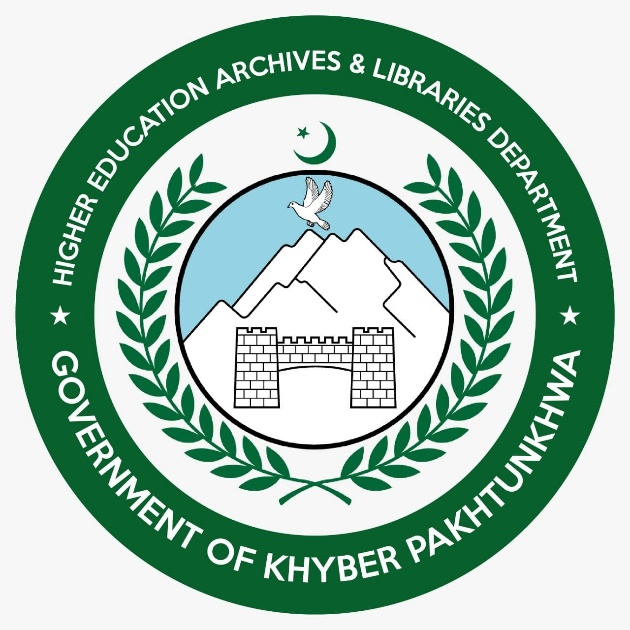 HIGHER EDUCATION ARCHIVES & LIBRARIES DEPARTMENT
GOVERNMENT OF KHYBER PAKHTUNKHWA